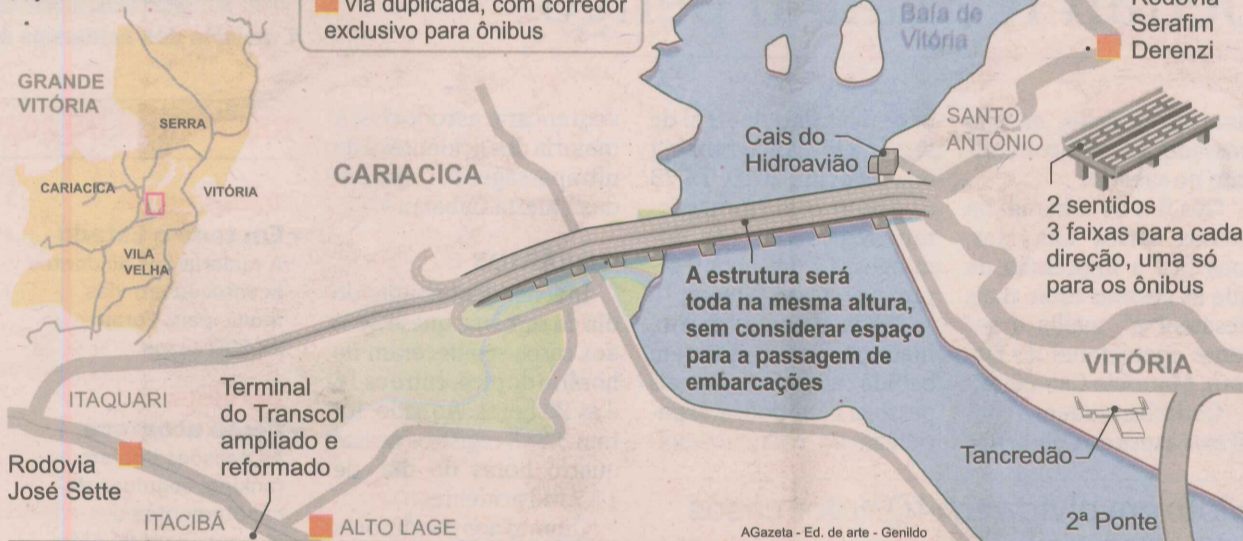 Via duplicada, com corredor
exclusivo para ônibus
GRANDE
VITÓRIA
SERRA
CARIACICA
VITÓRIA
VILA
VELHA
CARIACICA
Baía de
Vitória
Rodovia
Serafim
Derenzi
Cais do
Hidroavião
SANTO
ANTÔNIO
2 sentidos
3 faixas para cada
direção, uma só
para os ônibus
A estrutura será
toda na mesma altura,
sem considerar espaço
para a passagem de
embarcações
VITÓRIA
Tancredão
2ª Ponte
ITAQUARI
Terminal
do Transcol
ampliado e
reformado
Rodovia
José Sette
ITACIBÁ
ALTO LAGE
AGazeta - Ed. de arte - Genildo